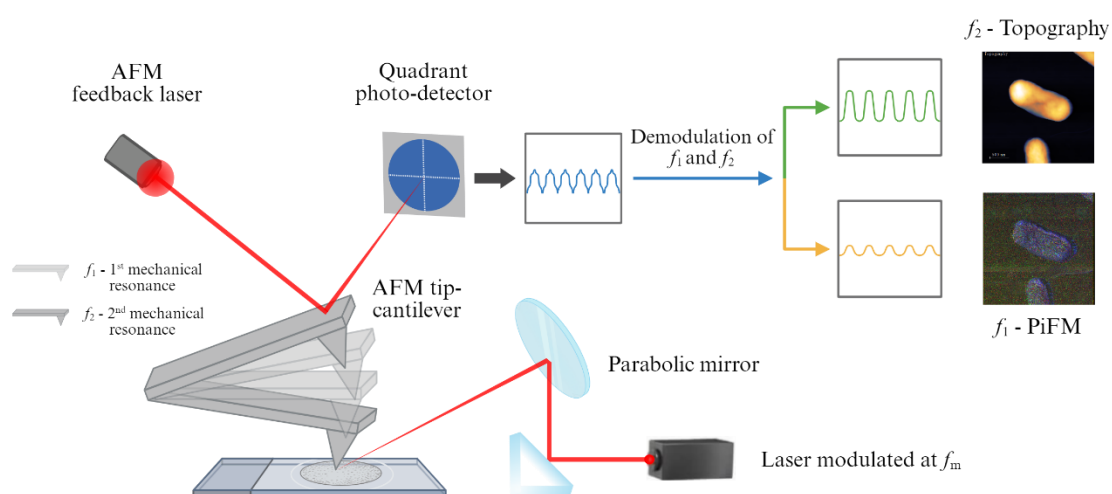 f₂ - Topography
AFM
feedback laser
Quadrant
photo-detector
Demodulation of
f₁ and f₂
f₁ - 1ˢᵗ mechanical
resonance
f₂ - 2ⁿᵈ mechanical
resonance
AFM tip-
cantilever
Parabolic mirror
f₁ - PiFM
Laser modulated at fₘ